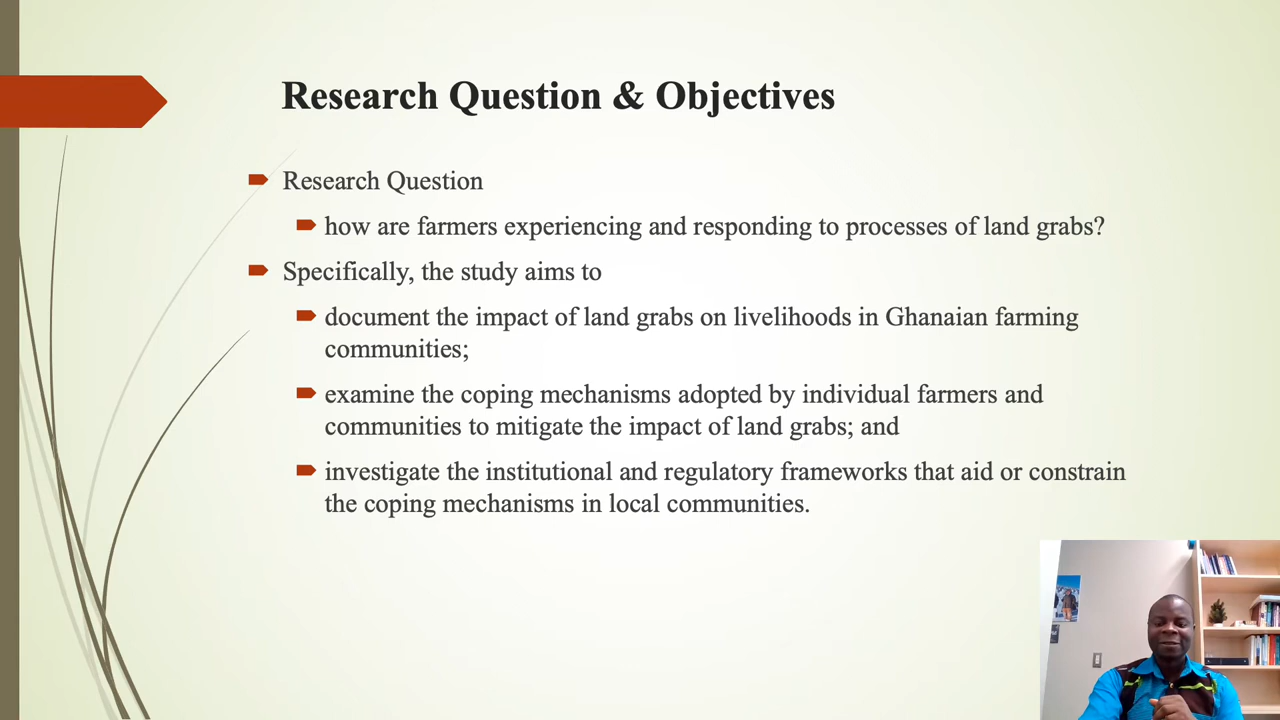 Research Question & Objectives
Research Question
how are farmers experiencing and responding to processes of land grabs?
Specifically, the study aims to
document the impact of land grabs on livelihoods in Ghanaian farming
communities;
examine the coping mechanisms adopted by individual farmers and
communities to mitigate the impact of land grabs; and
investigate the institutional and regulatory frameworks that aid or constrain
the coping mechanisms in local communities.